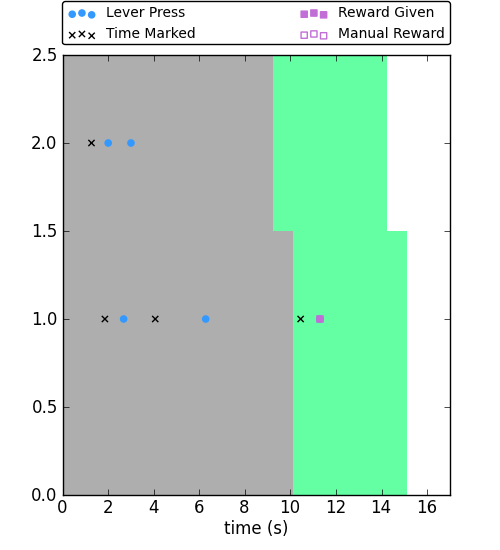 Lever Press
Reward Given
Time Marked
Manual Reward
2.5
2.0
1.5
1.0
0.5
0.0
0 2 4 6 8 10 12 14 16
time (s)